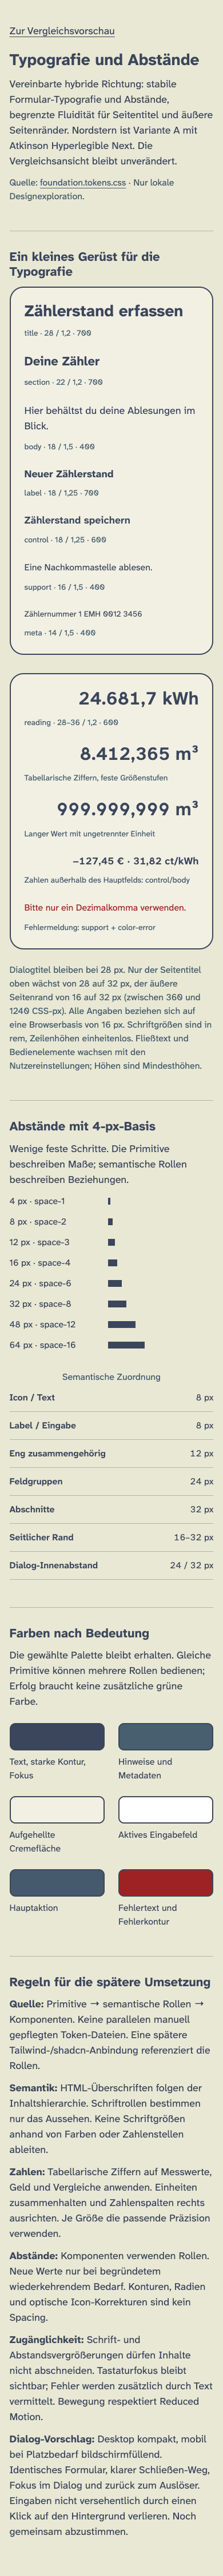 Zur Vergleichsvorschau
Typografie und Abstände
Vereinbarte hybride Richtung: stabile
Formular-Typografie und Abstände,
begrenzte Fluidität für Seitentitel und äußere
Seitenränder. Nordstern ist Variante A mit
Atkinson Hyperlegible Next. Die
Vergleichsansicht bleibt unverändert.
Quelle: foundation.tokens.css · Nur lokale
Designexploration.
Ein kleines Gerüst für die
Typografie
Zählerstand erfassen
title · 28 / 1,2 · 700
Deine Zähler
section · 22 / 1,2 · 700
Hier behältst du deine Ablesungen im
Blick.
body · 18 / 1,5 · 400
Neuer Zählerstand
label · 18 / 1,25 · 700
Zählerstand speichern
control · 18 / 1,25 · 600
Eine Nachkommastelle ablesen.
support · 16 / 1,5 · 400
Zählernummer 1 EMH 0012 3456
meta · 14 / 1,5 · 400
24.681,7 kWh
reading · 28–36 / 1,2 · 600
8.412,365 m³
Tabellarische Ziffern, feste Größenstufen
999.999,999 m³
Langer Wert mit ungetrennter Einheit
−127,45 € · 31,82 ct/kWh
Zahlen außerhalb des Hauptfelds: control/body
Bitte nur ein Dezimalkomma verwenden.
Fehlermeldung: support + color-error
Dialogtitel bleiben bei 28 px. Nur der Seitentitel
oben wächst von 28 auf 32 px, der äußere
Seitenrand von 16 auf 32 px (zwischen 360 und
1240 CSS-px). Alle Angaben beziehen sich auf
eine Browserbasis von 16 px. Schriftgrößen sind in
rem, Zeilenhöhen einheitenlos. Fließtext und
Bedienelemente wachsen mit den
Nutzereinstellungen; Höhen sind Mindesthöhen.
Abstände mit 4-px-Basis
Wenige feste Schritte. Die Primitive
beschreiben Maße; semantische Rollen
beschreiben Beziehungen.
4 px · space-1
8 px · space-2
12 px · space-3
16 px · space-4
24 px · space-6
32 px · space-8
48 px · space-12
64 px · space-16
Semantische Zuordnung
Icon / Text 8 px
Label / Eingabe 8 px
Eng zusammengehörig 12 px
Feldgruppen 24 px
Abschnitte 32 px
Seitlicher Rand 16–32 px
Dialog-Innenabstand 24 / 32 px
Farben nach Bedeutung
Die gewählte Palette bleibt erhalten. Gleiche
Primitive können mehrere Rollen bedienen;
Erfolg braucht keine zusätzliche grüne
Farbe.
Text, starke Kontur,
Fokus
Hinweise und
Metadaten
Aufgehellte
Cremefläche
Aktives Eingabefeld
Hauptaktion
Fehlertext und
Fehlerkontur
Regeln für die spätere Umsetzung
Quelle: Primitive → semantische Rollen →
Komponenten. Keine parallelen manuell
gepflegten Token-Dateien. Eine spätere
Tailwind-/shadcn-Anbindung referenziert die
Rollen.
Semantik: HTML-Überschriften folgen der
Inhaltshierarchie. Schriftrollen bestimmen
nur das Aussehen. Keine Schriftgrößen
anhand von Farben oder Zahlenstellen
ableiten.
Zahlen: Tabellarische Ziffern auf Messwerte,
Geld und Vergleiche anwenden. Einheiten
zusammenhalten und Zahlenspalten rechts
ausrichten. Je Größe die passende Präzision
verwenden.
Abstände: Komponenten verwenden Rollen.
Neue Werte nur bei begründetem
wiederkehrendem Bedarf. Konturen, Radien
und optische Icon-Korrekturen sind kein
Spacing.
Zugänglichkeit: Schrift- und
Abstandsvergrößerungen dürfen Inhalte
nicht abschneiden. Tastaturfokus bleibt
sichtbar; Fehler werden zusätzlich durch Text
vermittelt. Bewegung respektiert Reduced
Motion.
Dialog-Vorschlag: Desktop kompakt, mobil
bei Platzbedarf bildschirmfüllend.
Identisches Formular, klarer Schließen-Weg,
Fokus im Dialog und zurück zum Auslöser.
Eingaben nicht versehentlich durch einen
Klick auf den Hintergrund verlieren. Noch
gemeinsam abzustimmen.